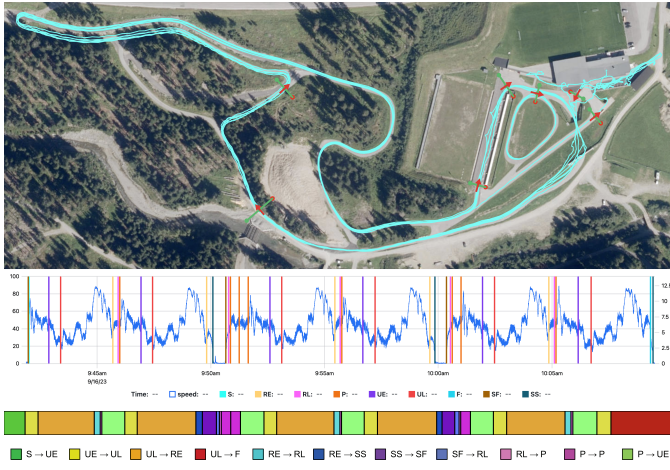 100
80
60
40
20
0
12.5
10
7.5
5
2.5
0
9:45am
9/16/23
9:50am
9:55am
10:00am
10:05am
Time: -- speed: -- S: -- RE: -- RL: -- P: -- UE: -- UL: -- F: -- SF: -- SS: --
S → UE UE → UL UL → RE UL → F RE → RL RE → SS SS → SF SF → RL RL → P P → P P → UE